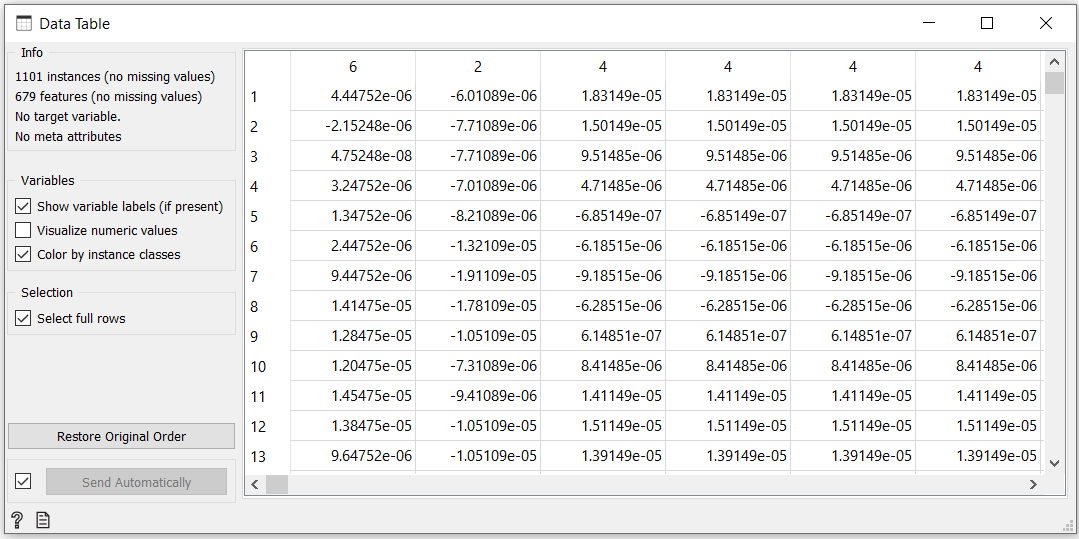 Data Table
Info
1101 instances (no missing values)
679 features (no missing values)
No target variable.
No meta attributes
Variables
Show variable labels (if present)
Visualize numeric values
Color by instance classes
Selection
Select full rows
Restore Original Order
Send Automatically
6 2 4 4 4 4
1 4.44752e-06 -6.01089e-06 1.83149e-05 1.83149e-05 1.83149e-05 1.83149e-05
2 -2.15248e-06 -7.71089e-06 1.50149e-05 1.50149e-05 1.50149e-05 1.50149e-05
3 4.75248e-08 -7.71089e-06 9.51485e-06 9.51485e-06 9.51485e-06 9.51485e-06
4 3.24752e-06 -7.01089e-06 4.71485e-06 4.71485e-06 4.71485e-06 4.71485e-06
5 1.34752e-06 -8.21089e-06 -6.85149e-07 -6.85149e-07 -6.85149e-07 -6.85149e-07
6 2.44752e-06 -1.32109e-05 -6.18515e-06 -6.18515e-06 -6.18515e-06 -6.18515e-06
7 9.44752e-06 -1.91109e-05 -9.18515e-06 -9.18515e-06 -9.18515e-06 -9.18515e-06
8 1.41475e-05 -1.78109e-05 -6.28515e-06 -6.28515e-06 -6.28515e-06 -6.28515e-06
9 1.28475e-05 -1.05109e-05 6.14851e-07 6.14851e-07 6.14851e-07 6.14851e-07
10 1.20475e-05 -7.31089e-06 8.41485e-06 8.41485e-06 8.41485e-06 8.41485e-06
11 1.45475e-05 -9.41089e-06 1.41149e-05 1.41149e-05 1.41149e-05 1.41149e-05
12 1.38475e-05 -1.05109e-05 1.51149e-05 1.51149e-05 1.51149e-05 1.51149e-05
13 9.64752e-06 -1.05109e-05 1.39149e-05 1.39149e-05 1.39149e-05 1.39149e-05